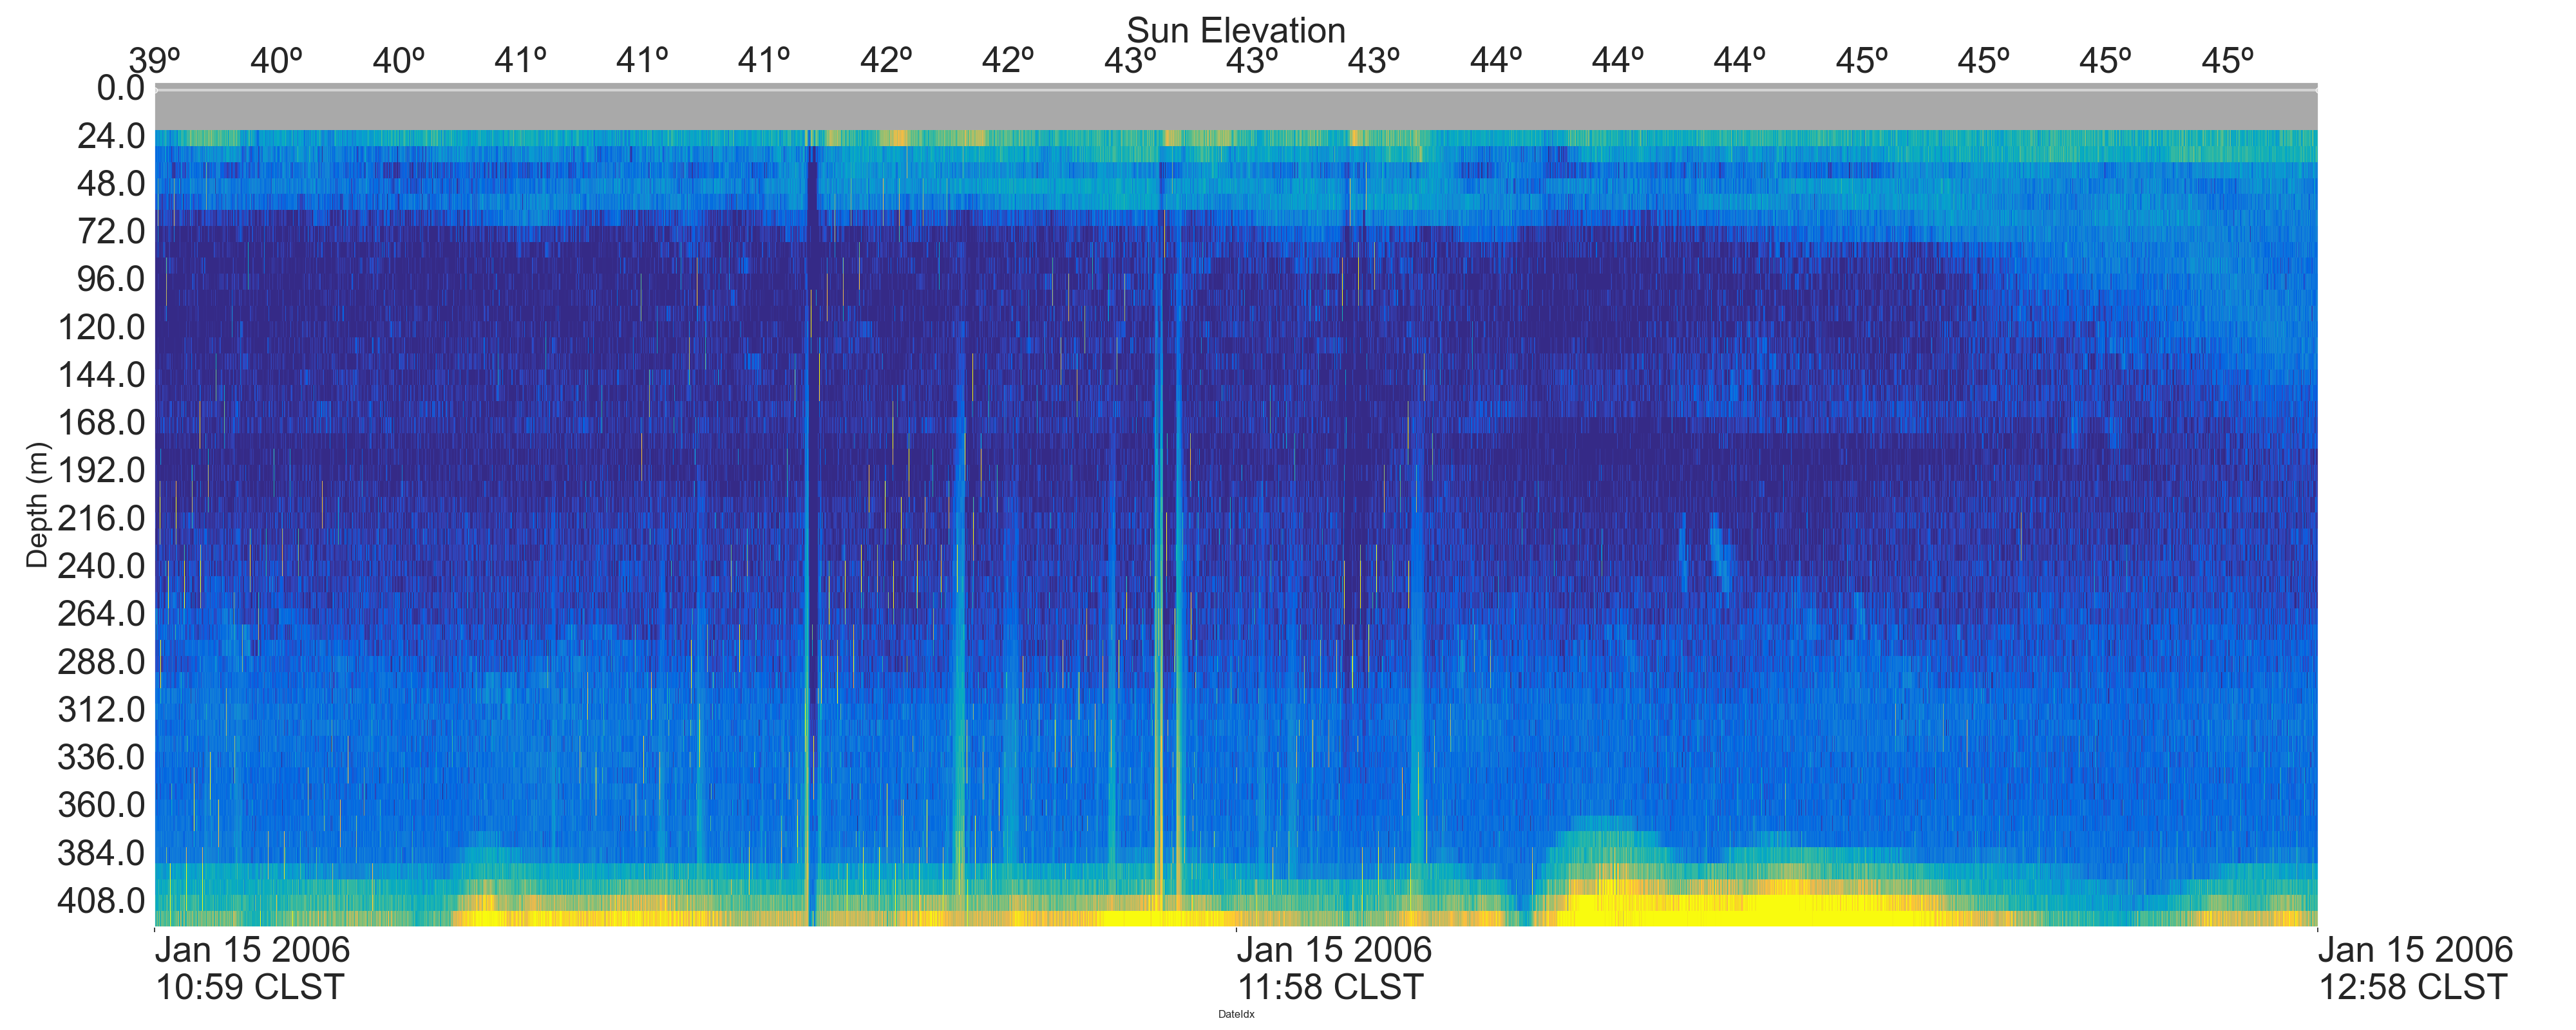 Sun Elevation
39º 40º 40º 41º 41º 41º 42º 42º 43º 43º 43º 44º 44º 44º 45º 45º 45º 45º
0.0
24.0
48.0
72.0
96.0
120.0
144.0
168.0
192.0
216.0
240.0
264.0
288.0
312.0
336.0
360.0
384.0
408.0
Depth (m)
Jan 15 2006
10:59 CLST
Jan 15 2006
11:58 CLST
Jan 15 2006
12:58 CLST
DateIdx